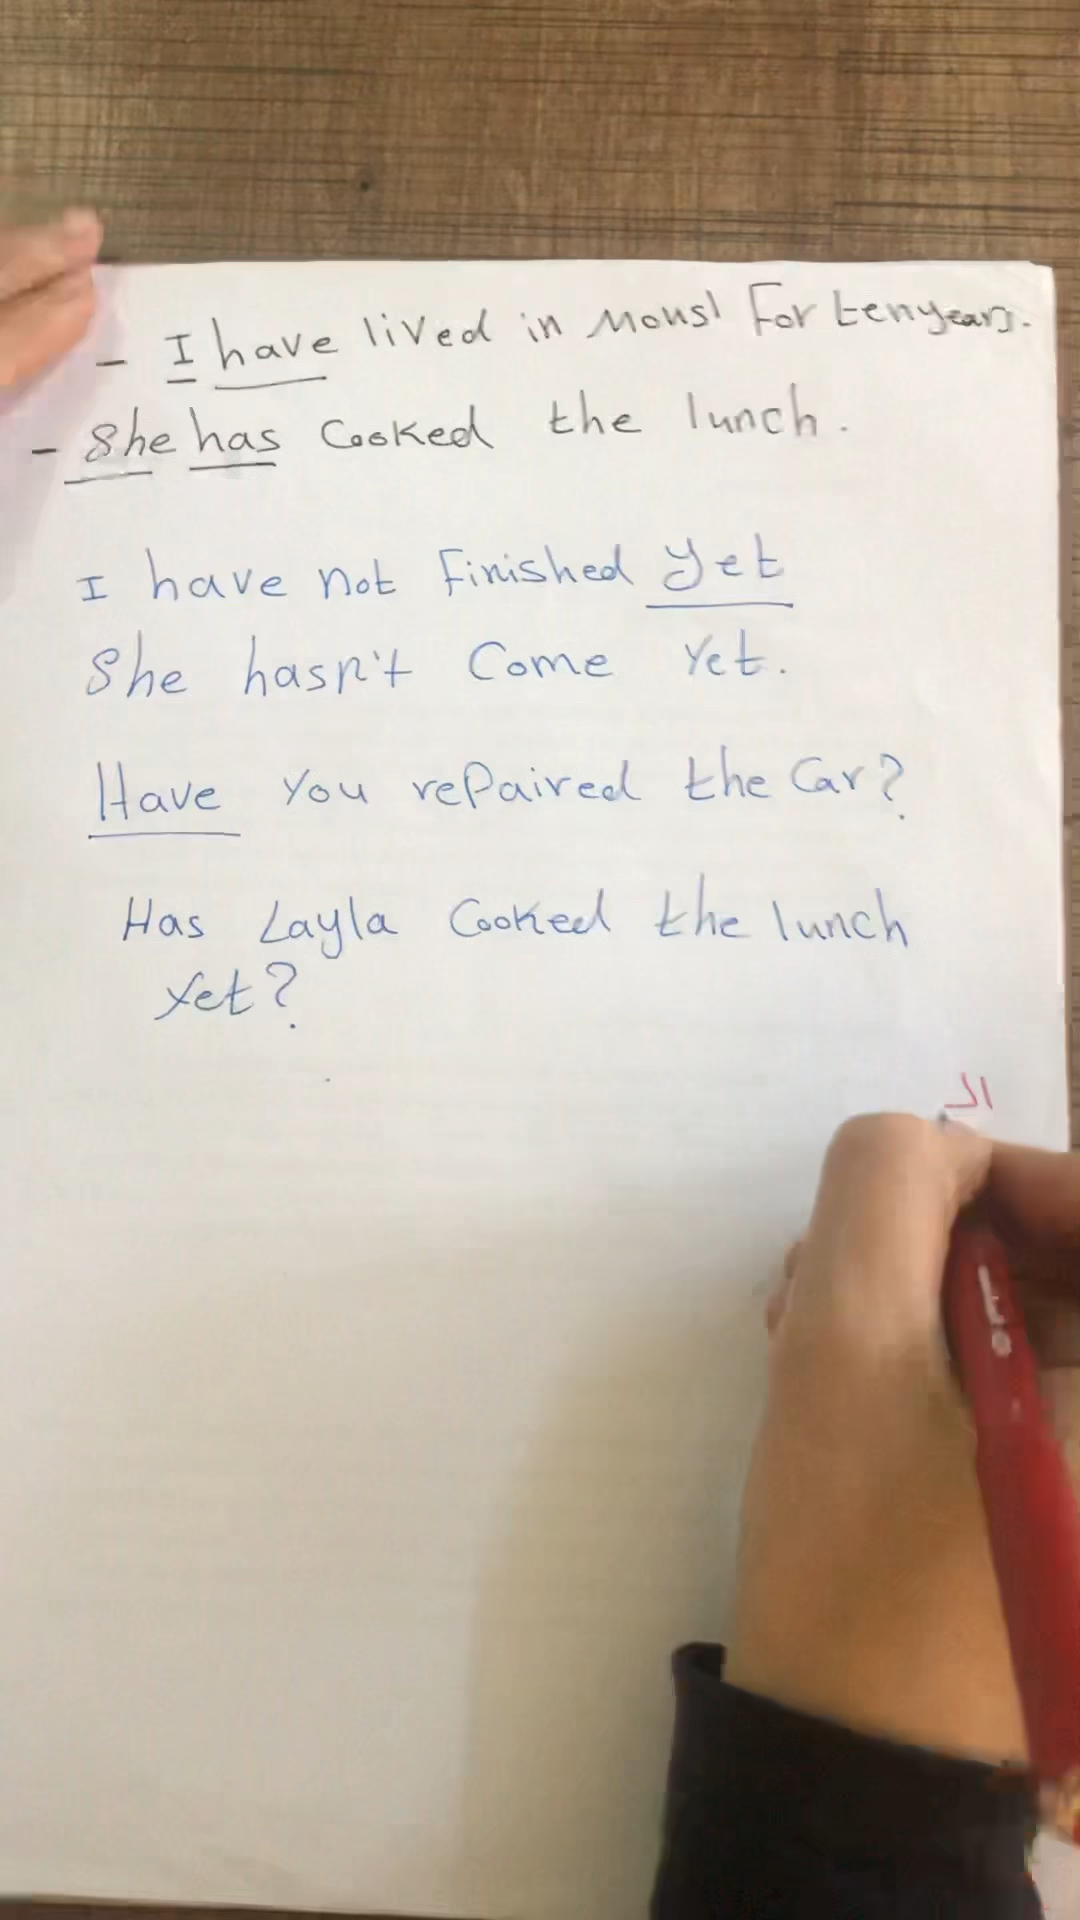 - I have lived in Mousl For ten years.
- She has Cooked the lunch.
I have not Finished yet
She hasn't Come Yet.
Have You rePaired the Car?
Has Layla Cooked the lunch
Yet?
ال